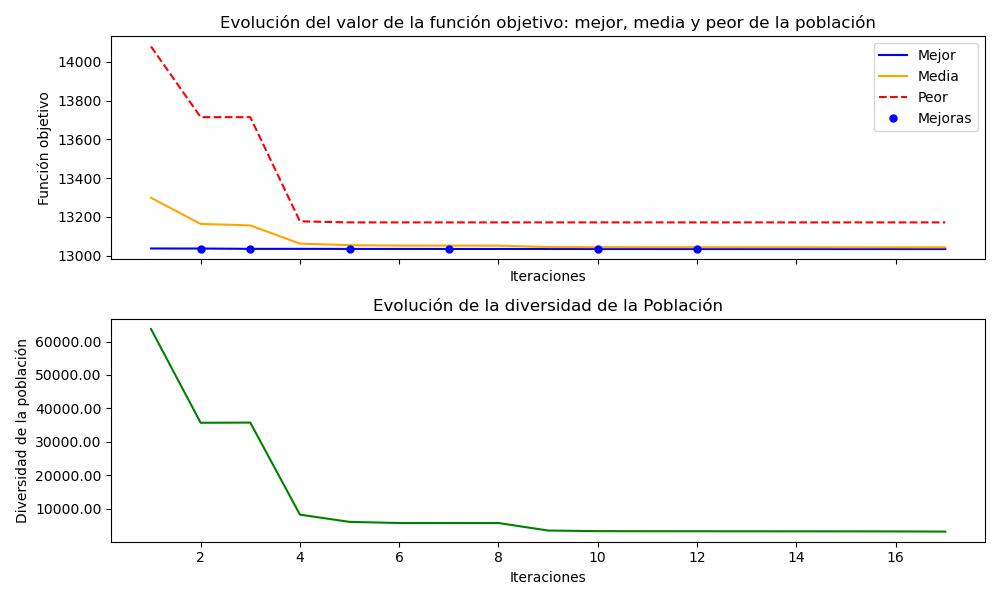 Evolución del valor de la función objetivo: mejor, media y peor de la población
Función objetivo
14000
13800
13600
13400
13200
13000
Mejor
Media
Peor
Mejoras
Iteraciones
Evolución de la diversidad de la Población
Diversidad de la población
60000.00
50000.00
40000.00
30000.00
20000.00
10000.00
2 4 6 8 10 12 14 16
Iteraciones